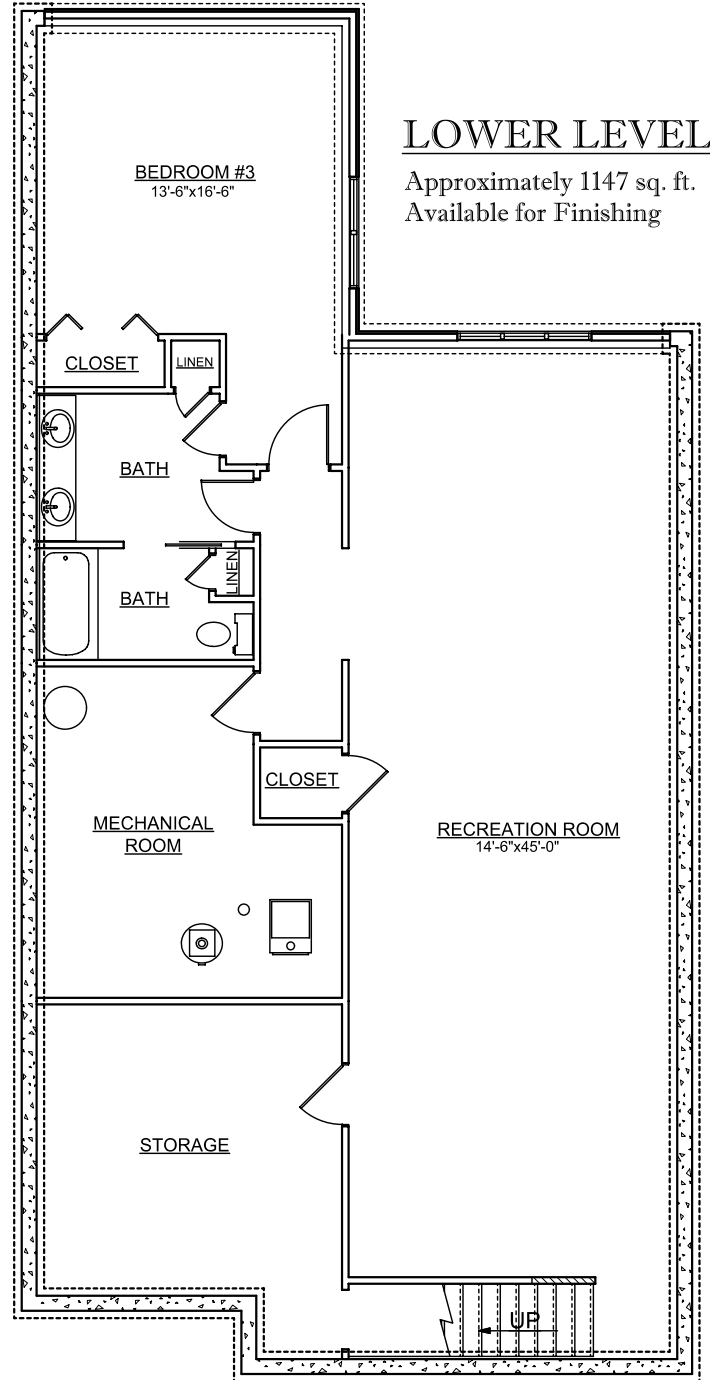 LOWER LEVEL
Approximately 1147 sq. ft.
Available for Finishing
BEDROOM #3
13'-6"x16'-6"
CLOSET
LINEN
BATH
LINEN
BATH
CLOSET
MECHANICAL
ROOM
RECREATION ROOM
14'-6"x45'-0"
STORAGE
UP